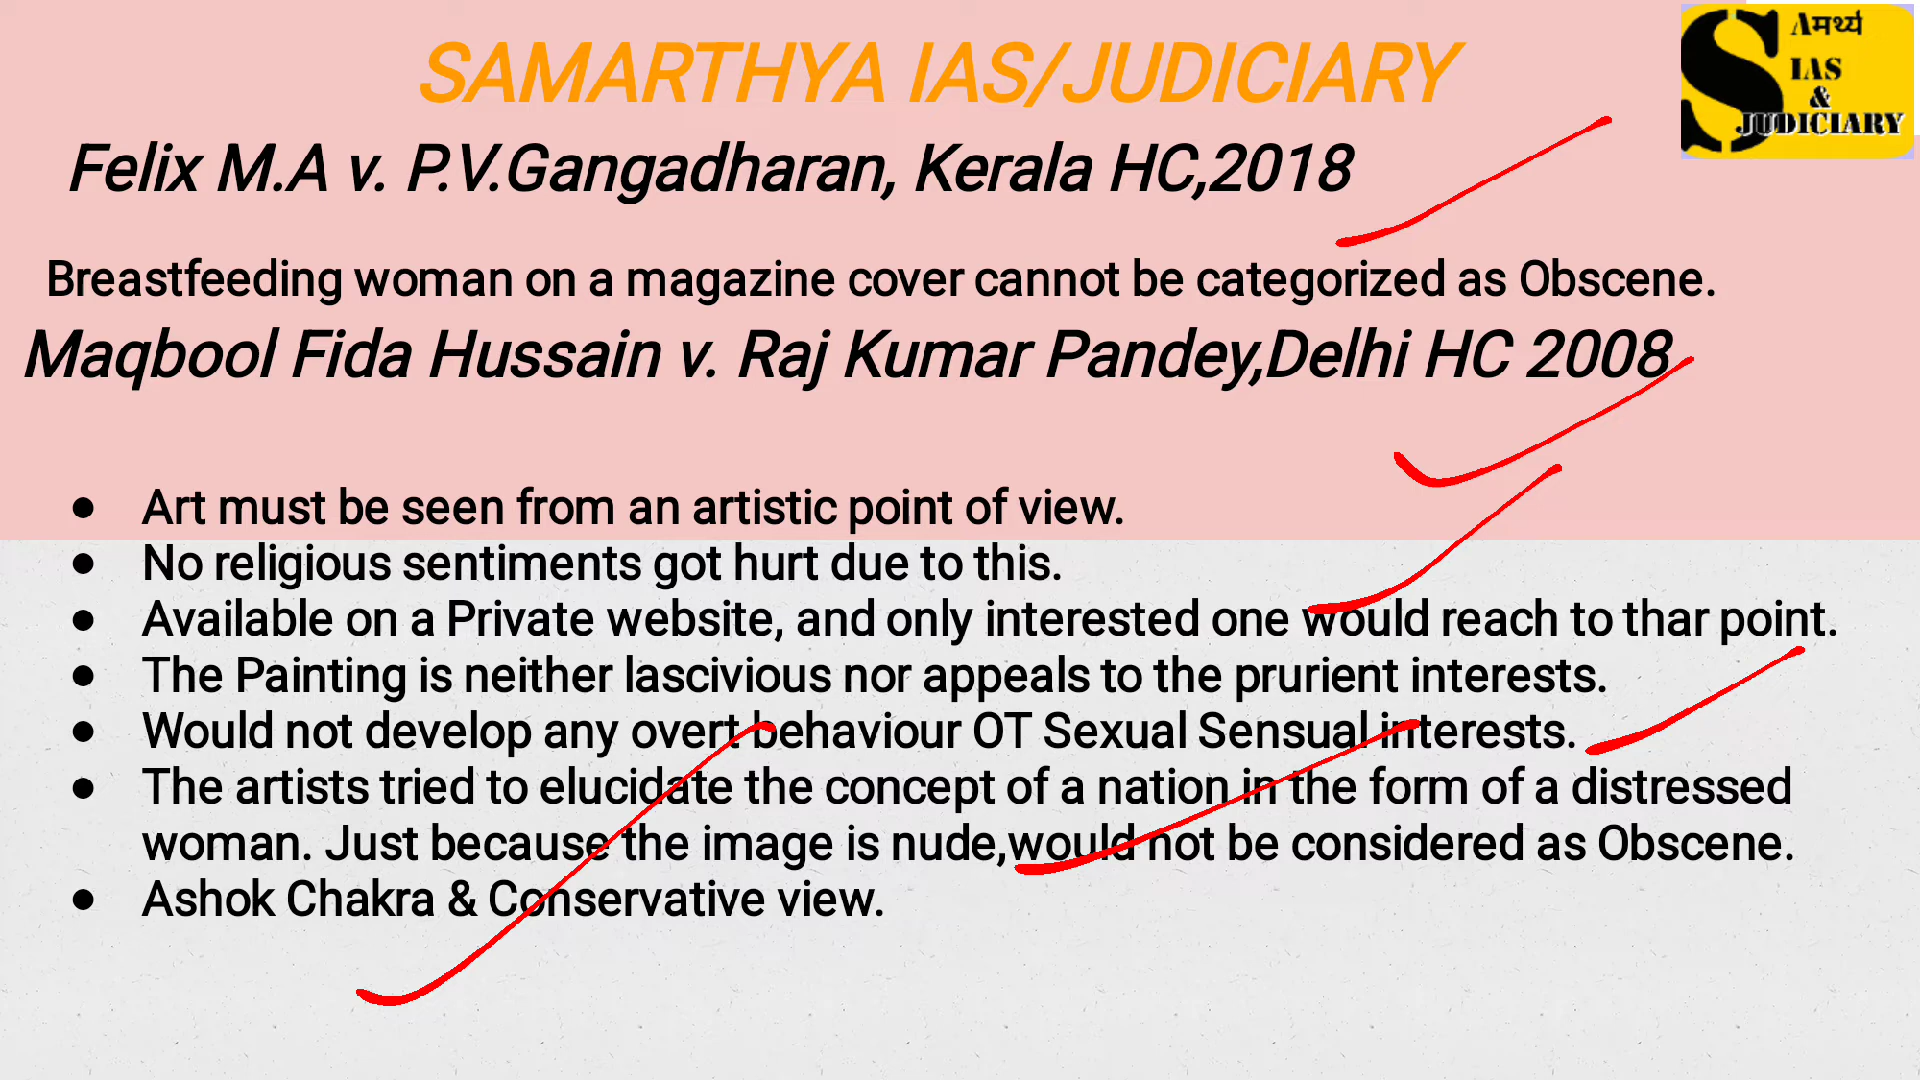 SAMARTHYA IAS/JUDICIARY
Aमर्थ्य
IAS
&
JUDICIARY
Felix M.A v. P.V.Gangadharan, Kerala HC,2018
Breastfeeding woman on a magazine cover cannot be categorized as Obscene.
Maqbool Fida Hussain v. Raj Kumar Pandey,Delhi HC 2008
● Art must be seen from an artistic point of view.
● No religious sentiments got hurt due to this.
● Available on a Private website, and only interested one would reach to thar point.
● The Painting is neither lascivious nor appeals to the prurient interests.
● Would not develop any overt behaviour OT Sexual Sensual interests.
● The artists tried to elucidate the concept of a nation in the form of a distressed
woman. Just because the image is nude,would not be considered as Obscene.
● Ashok Chakra & Conservative view.